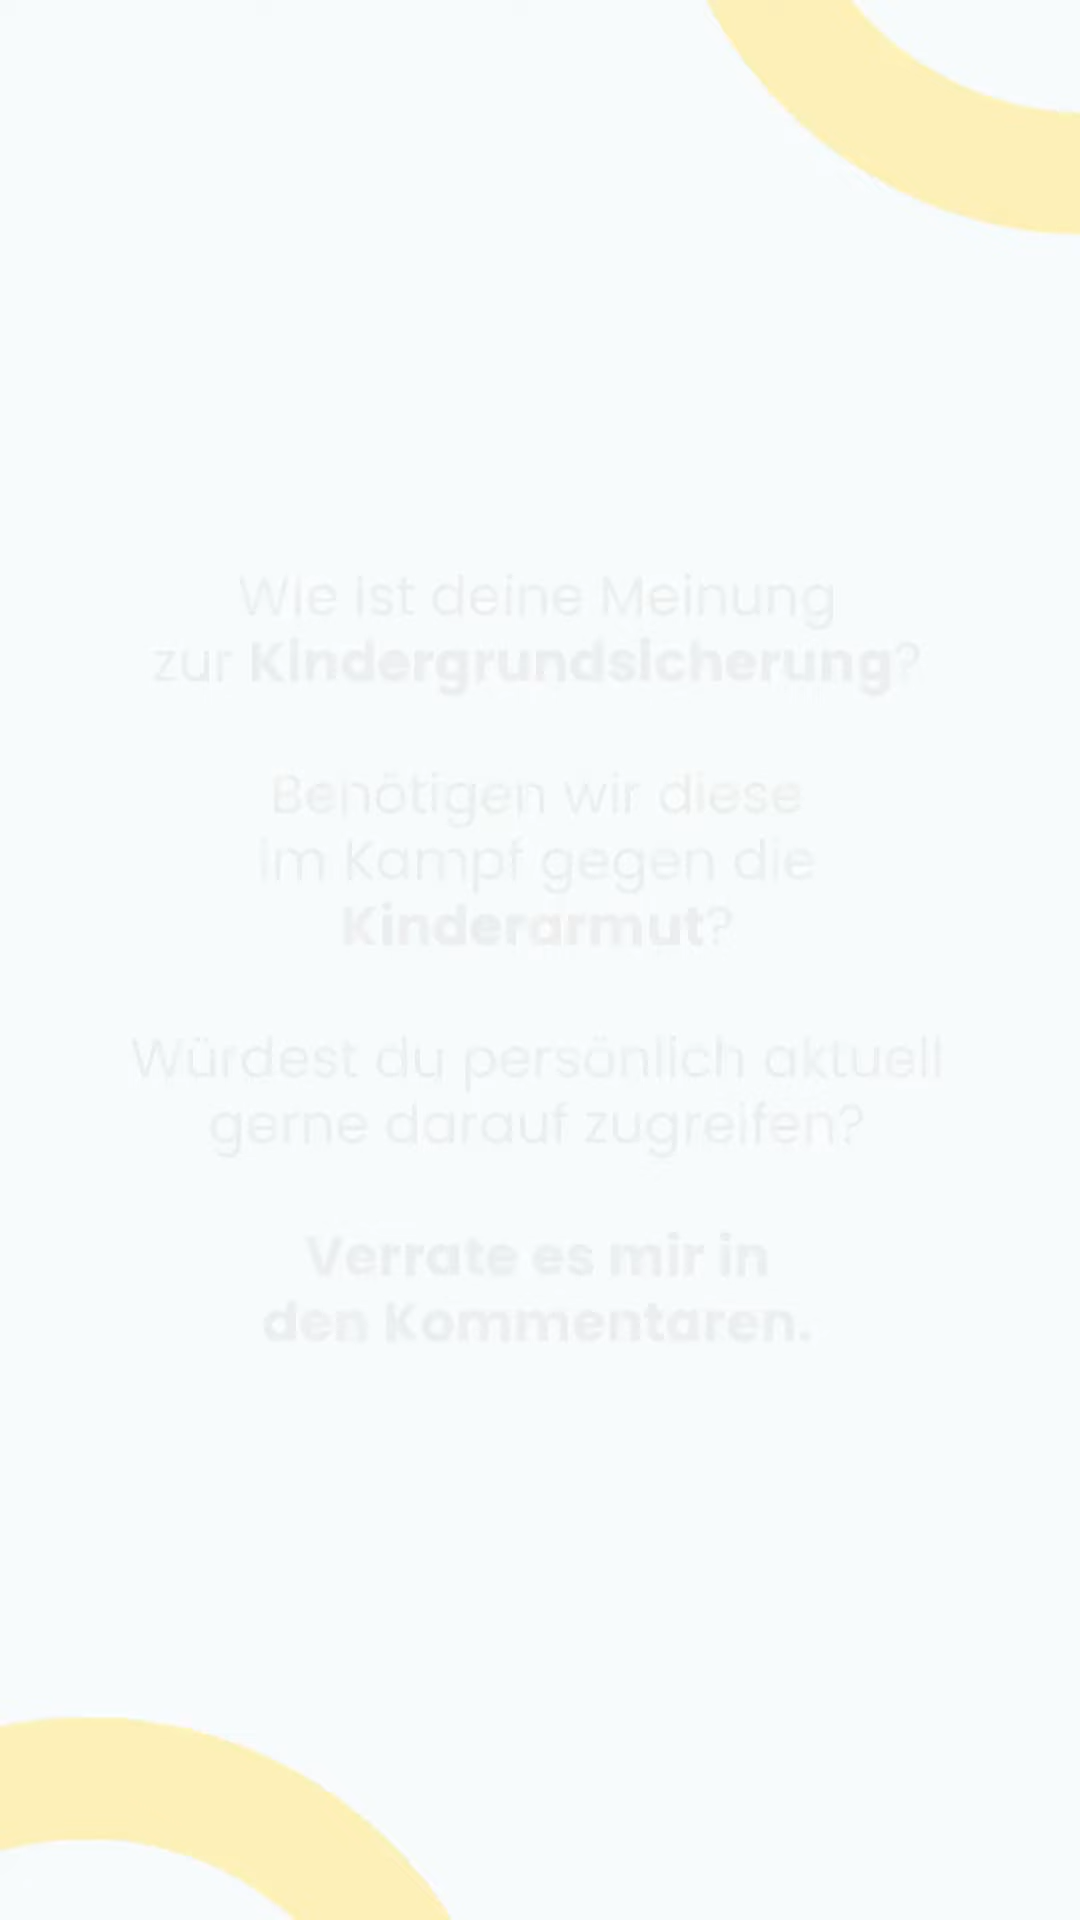 Wie ist deine Meinung
zur Kindergrundsicherung?
Benötigen wir diese
im Kampf gegen die
Kinderarmut?
Würdest du persönlich aktuell
gerne darauf zugreifen?
Verrate es mir in
den Kommentaren.